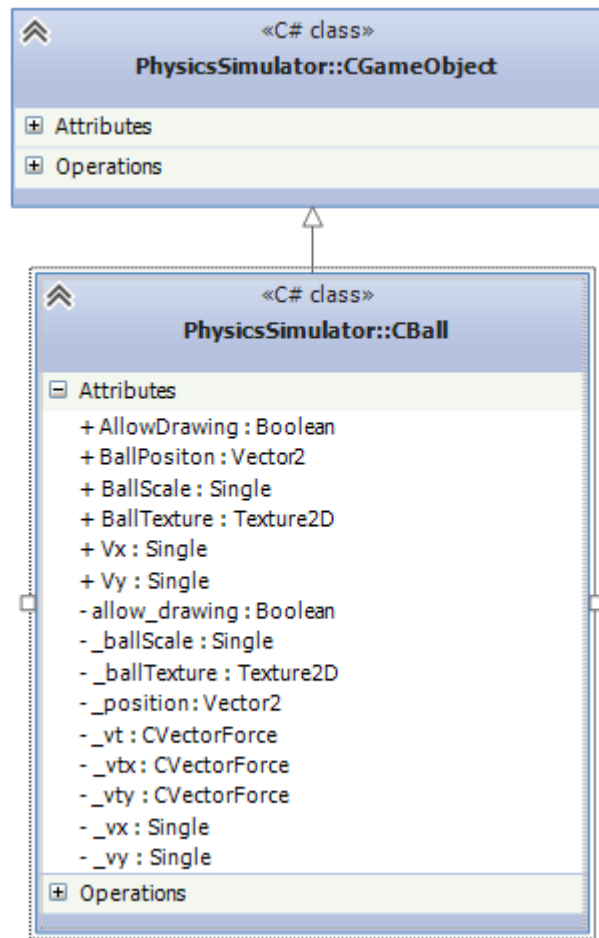 «C# class»
PhysicsSimulator::CGameObject
Attributes
Operations
«C# class»
PhysicsSimulator::CBall
Attributes
+ AllowDrawing : Boolean
+ BallPositon : Vector2
+ BallScale : Single
+ BallTexture : Texture2D
+ Vx : Single
+ Vy : Single
- allow_drawing : Boolean
- _ballScale : Single
- _ballTexture : Texture2D
- _position : Vector2
- _vt : CVectorForce
- _vtx : CVectorForce
- _vty : CVectorForce
- _vx : Single
- _vy : Single
Operations